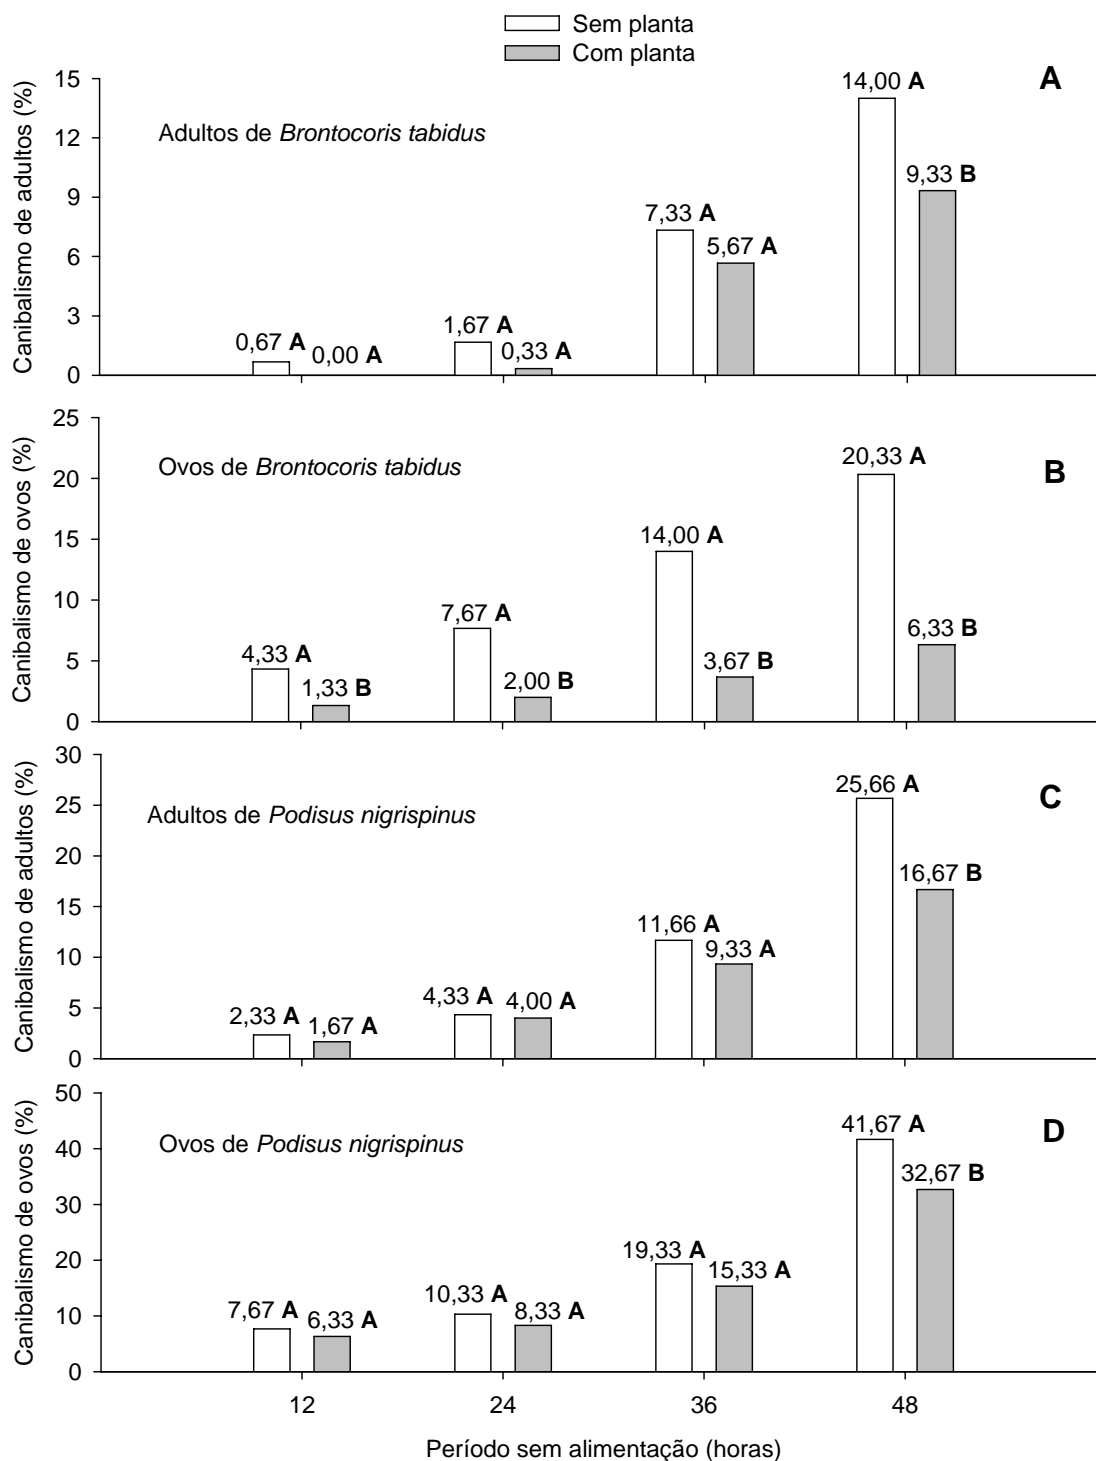 Sem planta
Com planta
A
Canibalismo de adultos (%)
15
12
9
6
3
0
Adultos de Brontocoris tabidus
0,67 A
0,00 A
1,67 A
0,33 A
7,33 A
5,67 A
14,00 A
9,33 B
B
Canibalismo de ovos (%)
25
20
15
10
5
0
Ovos de Brontocoris tabidus
4,33 A
1,33 B
7,67 A
2,00 B
14,00 A
3,67 B
20,33 A
6,33 B
C
Canibalismo de adultos (%)
30
25
20
15
10
5
0
Adultos de Podisus nigrispinus
2,33 A
1,67 A
4,33 A
4,00 A
11,66 A
9,33 A
25,66 A
16,67 B
D
Canibalismo de ovos (%)
50
40
30
20
10
0
Ovos de Podisus nigrispinus
7,67 A
6,33 A
10,33 A
8,33 A
19,33 A
15,33 A
41,67 A
32,67 B
12 24 36 48
Período sem alimentação (horas)